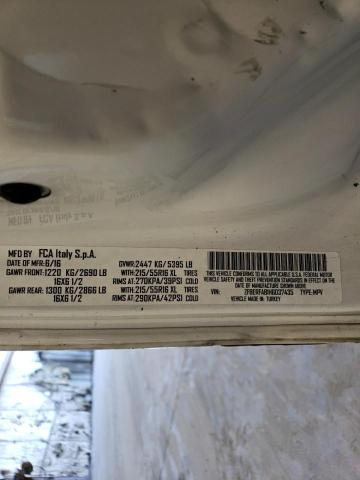 MFD BY FCA Italy S.p.A.
DATE OF MFR: 6/16 GVWR: 2447 KG/ 5395 LB
GAWR FRONT: 1220 KG/2690 LB WITH 215/55R16 XL TIRES
16X6 1/2 RIMS AT 270KPA/39PSI COLD
GAWR REAR: 1300 KG/2866 LB WITH 215/55R16 XL TIRES
16X6 1/2 RIMS AT 290KPA/42PSI COLD
THIS VEHICLE CONFORMS TO ALL APPLICABLE U.S.A. FEDERAL MOTOR
VEHICLE SAFETY AND THEFT PREVENTION STANDARDS IN EFFECT ON THE
DATE OF MANUFACTURE SHOWN ABOVE.
VIN: TYPE: MPV
VEHICLE MADE IN: TURKEY